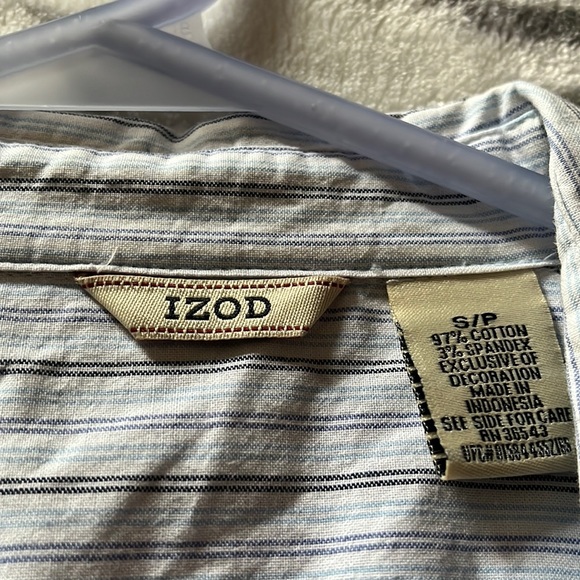 IZOD
S/P
97% COTTON
3% SPANDEX
EXCLUSIVE OF
DECORATION
MADE IN
INDONESIA
SEE SIDE FOR CARE
RN 36543